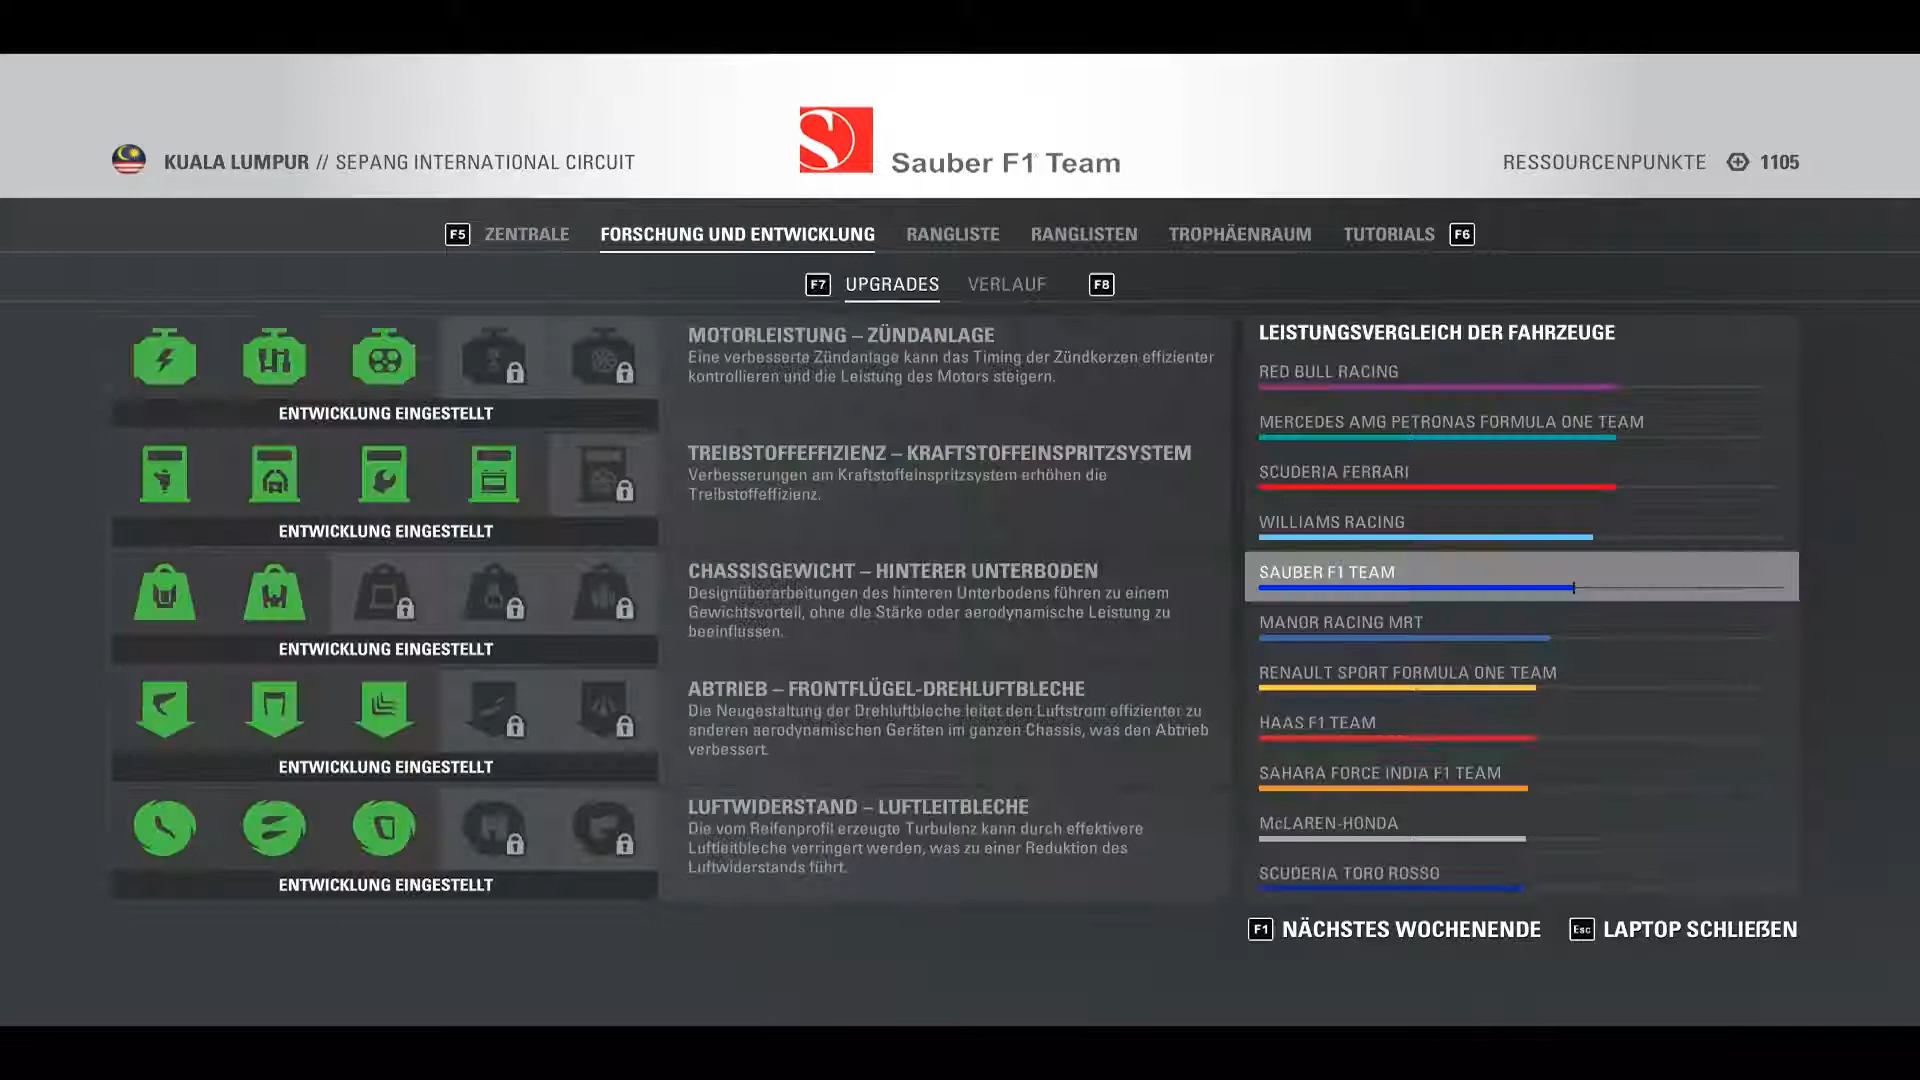 KUALA LUMPUR // SEPANG INTERNATIONAL CIRCUIT
Sauber F1 Team
RESSOURCENPUNKTE 1105
F5 ZENTRALE FORSCHUNG UND ENTWICKLUNG RANGLISTE RANGLISTEN TROPHÄENRAUM TUTORIALS F6
F7 UPGRADES VERLAUF F8
MOTORLEISTUNG – ZÜNDANLAGE
Eine verbesserte Zündanlage kann das Timing der Zündkerzen effizienter
kontrollieren und die Leistung des Motors steigern.
ENTWICKLUNG EINGESTELLT
TREIBSTOFFEFFIZIENZ – KRAFTSTOFFEINSPRITZSYSTEM
Verbesserungen am Kraftstoffeinspritzsystem erhöhen die
Treibstoffeffizienz.
ENTWICKLUNG EINGESTELLT
CHASSISGEWICHT – HINTERER UNTERBODEN
Designüberarbeitungen des hinteren Unterbodens führen zu einem
Gewichtsvorteil, ohne die Stärke oder aerodynamische Leistung zu
beeinflussen.
ENTWICKLUNG EINGESTELLT
ABTRIEB – FRONTFLÜGEL-DREHLUFTBLECHE
Die Neugestaltung der Drehluftbleche leitet den Luftstrom effizienter zu
anderen aerodynamischen Geräten im ganzen Chassis, was den Abtrieb
verbessert.
ENTWICKLUNG EINGESTELLT
LUFTWIDERSTAND – LUFTLEITBLECHE
Die vom Reifenprofil erzeugte Turbulenz kann durch effektivere
Luftleitbleche verringert werden, was zu einer Reduktion des
Luftwiderstands führt.
ENTWICKLUNG EINGESTELLT
LEISTUNGSVERGLEICH DER FAHRZEUGE
RED BULL RACING
MERCEDES AMG PETRONAS FORMULA ONE TEAM
SCUDERIA FERRARI
WILLIAMS RACING
SAUBER F1 TEAM
MANOR RACING MRT
RENAULT SPORT FORMULA ONE TEAM
HAAS F1 TEAM
SAHARA FORCE INDIA F1 TEAM
McLAREN-HONDA
SCUDERIA TORO ROSSO
F1 NÄCHSTES WOCHENENDE Esc LAPTOP SCHLIEẞEN